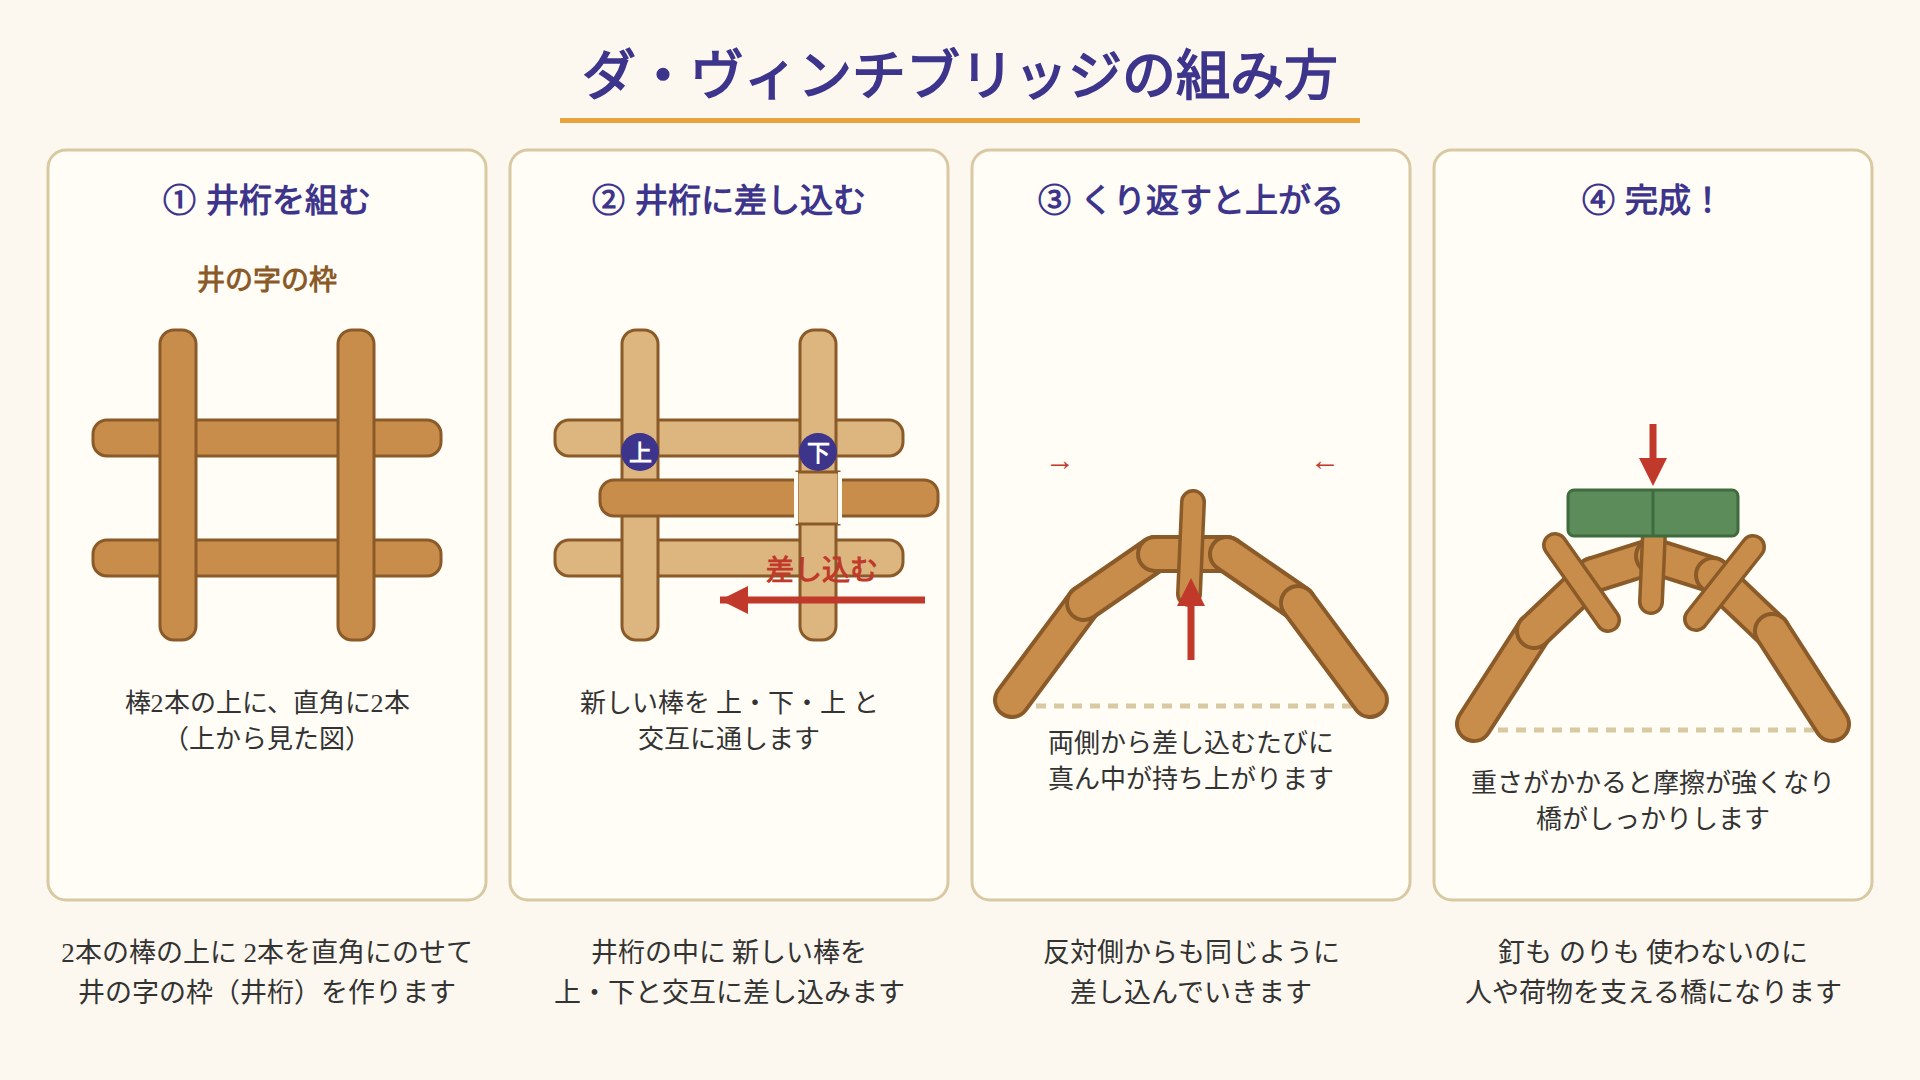 ダ・ヴィンチブリッジの組み方
① 井桁を組む
井の字の枠
棒2本の上に、直角に2本
（上から見た図）
2本の棒の上に 2本を直角にのせて
井の字の枠（井桁）を作ります
② 井桁に差し込む
上
下
差し込む
新しい棒を 上・下・上 と
交互に通します
井桁の中に 新しい棒を
上・下と交互に差し込みます
③ くり返すと上がる
→
←
両側から差し込むたびに
真ん中が持ち上がります
反対側からも同じように
差し込んでいきます
④ 完成！
重さがかかると摩擦が強くなり
橋がしっかりします
釘も のりも 使わないのに
人や荷物を支える橋になります